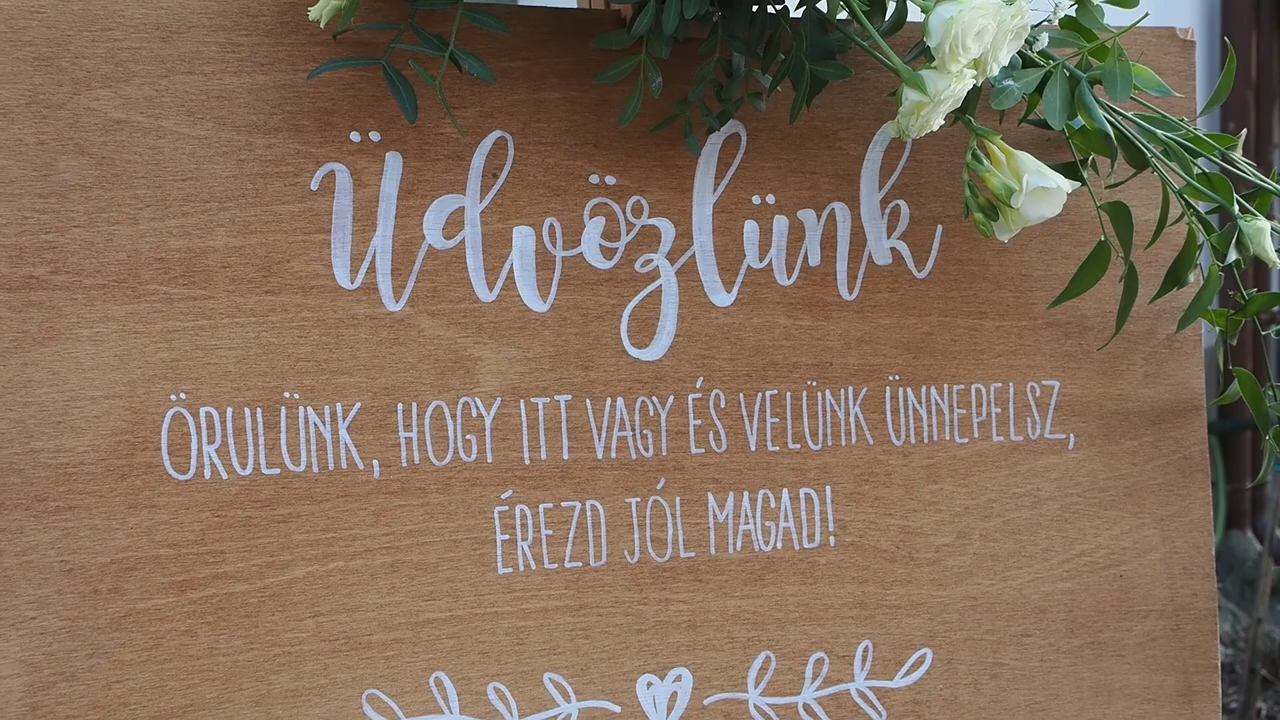 Üdvözlünk
ÖRULÜNK, HOGY ITT VAGY ÉS VELÜNK ÜNNEPELSZ,
ÉREZD JÓL MAGAD!